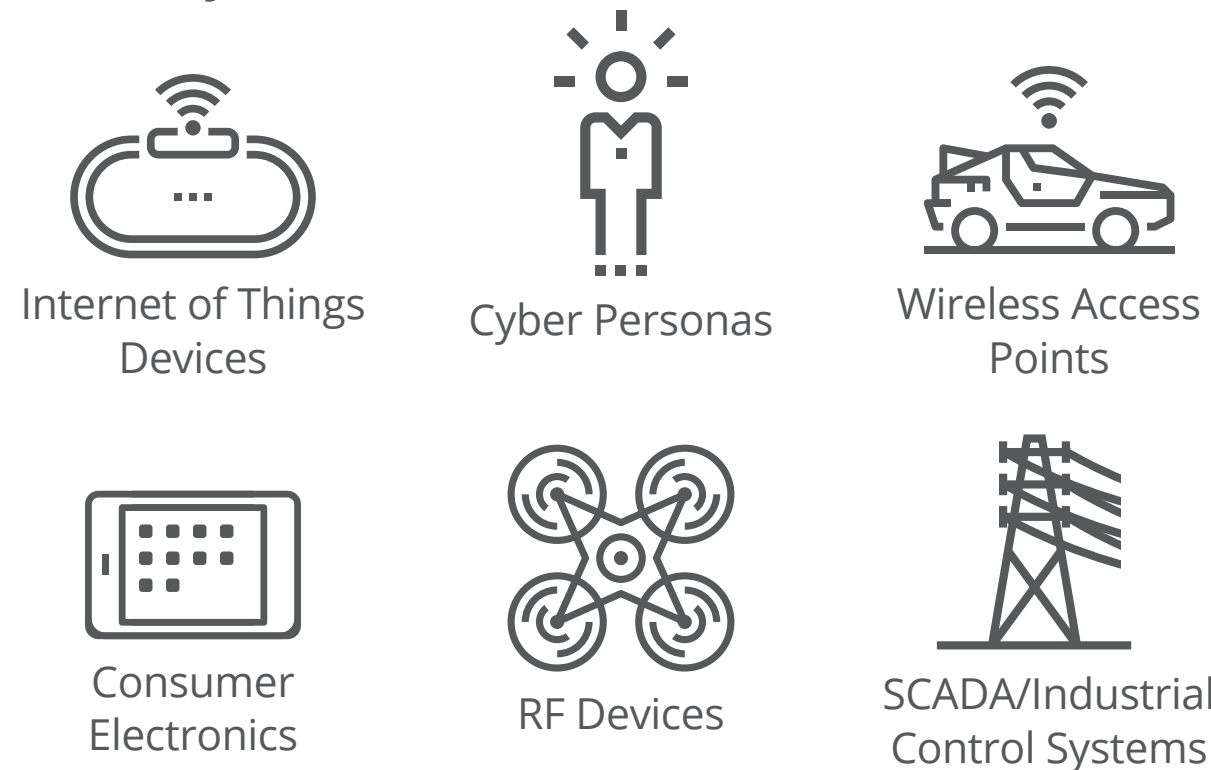 Internet of Things
Devices
Cyber Personas
Wireless Access
Points
Consumer
Electronics
RF Devices
SCADA/Industrial
Control Systems